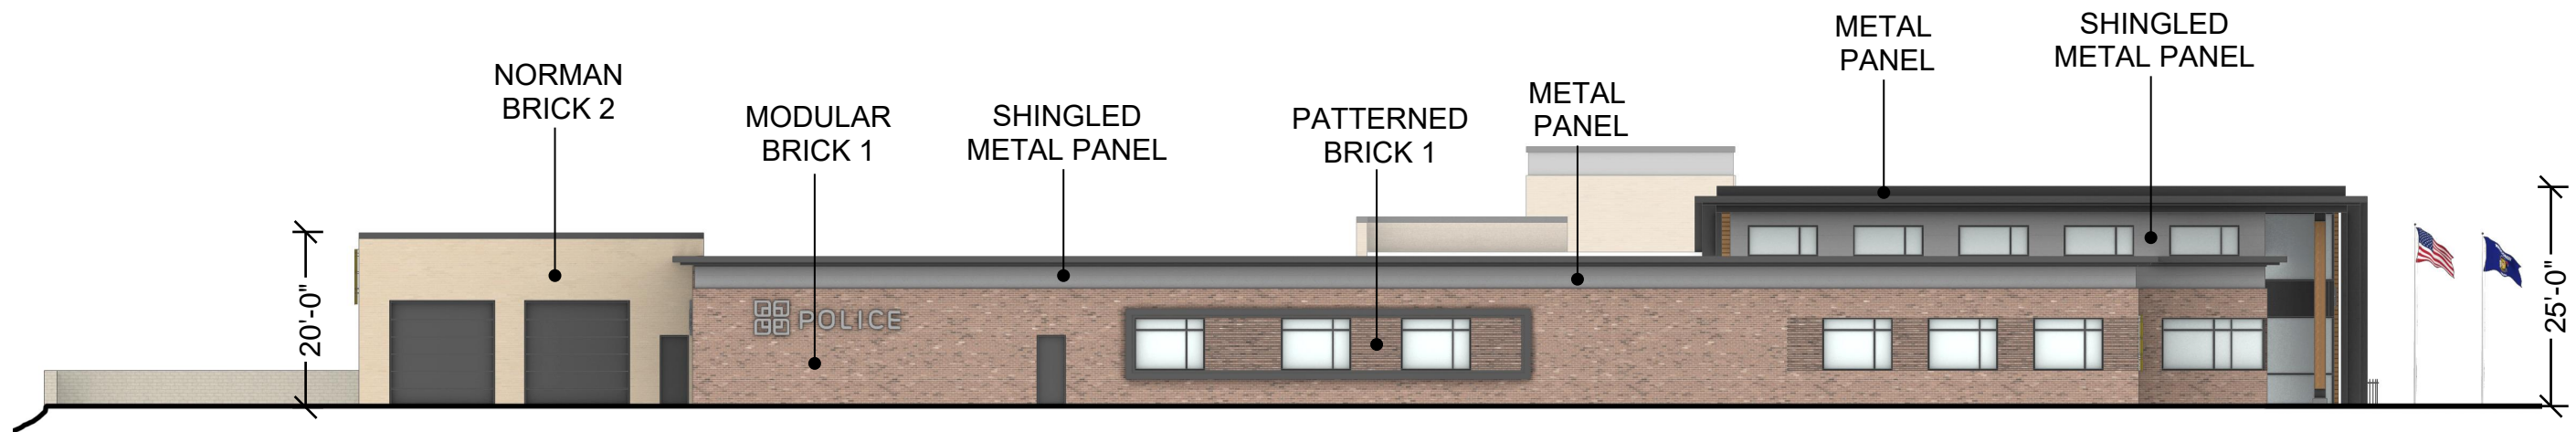 NORMAN
BRICK 2
MODULAR
BRICK 1
SHINGLED
METAL PANEL
PATTERNED
BRICK 1
METAL
PANEL
METAL
PANEL
SHINGLED
METAL PANEL
20'-0"
POLICE
25'-0"